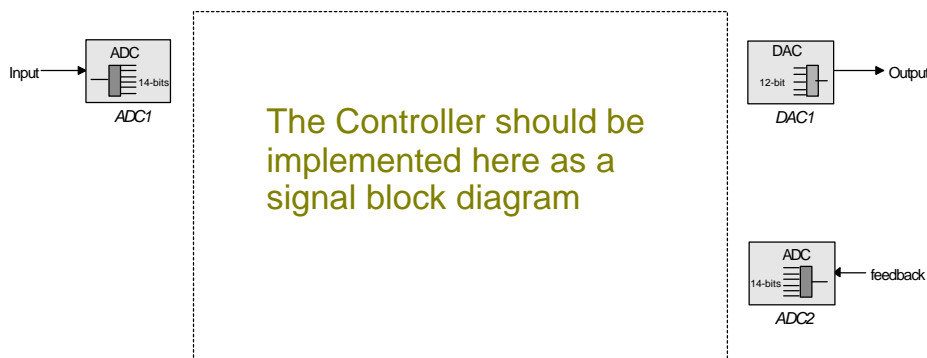 ADC
Input
14-bits
ADC1
The Controller should be
implemented here as a
signal block diagram
DAC
12-bit
Output
DAC1
ADC
14-bits
feedback
ADC2